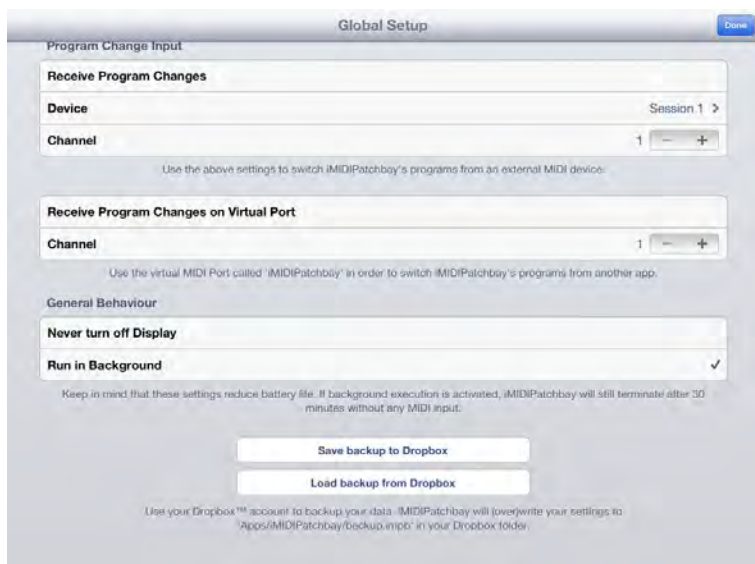 Global Setup
Done
Program Change Input
Receive Program Changes
Device
Session 1 >
Channel
1 − +
Use the above settings to switch iMIDIPatchbay's programs from an external MIDI device.
Receive Program Changes on Virtual Port
Channel
1 − +
Use the virtual MIDI Port called 'iMIDIPatchbay' in order to switch iMIDIPatchbay's programs from another app.
General Behaviour
Never turn off Display
Run in Background ✓
Keep in mind that these settings reduce battery life. If background execution is activated, iMIDIPatchbay will still terminate after 30
minutes without any MIDI input.
Save backup to Dropbox
Load backup from Dropbox
Use your Dropbox™ account to backup your data. iMIDIPatchbay will (over)write your settings to
'Apps/iMIDIPatchbay/backup.impb' in your Dropbox folder.